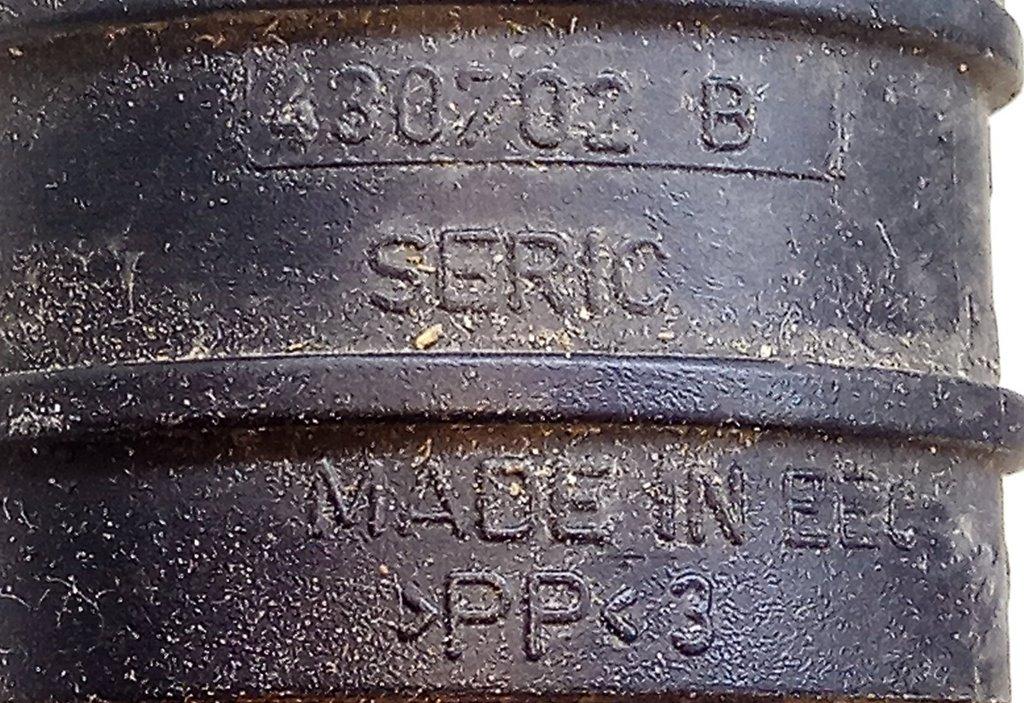 430702 B
SERIC
MADE IN EEC
>PP< 3